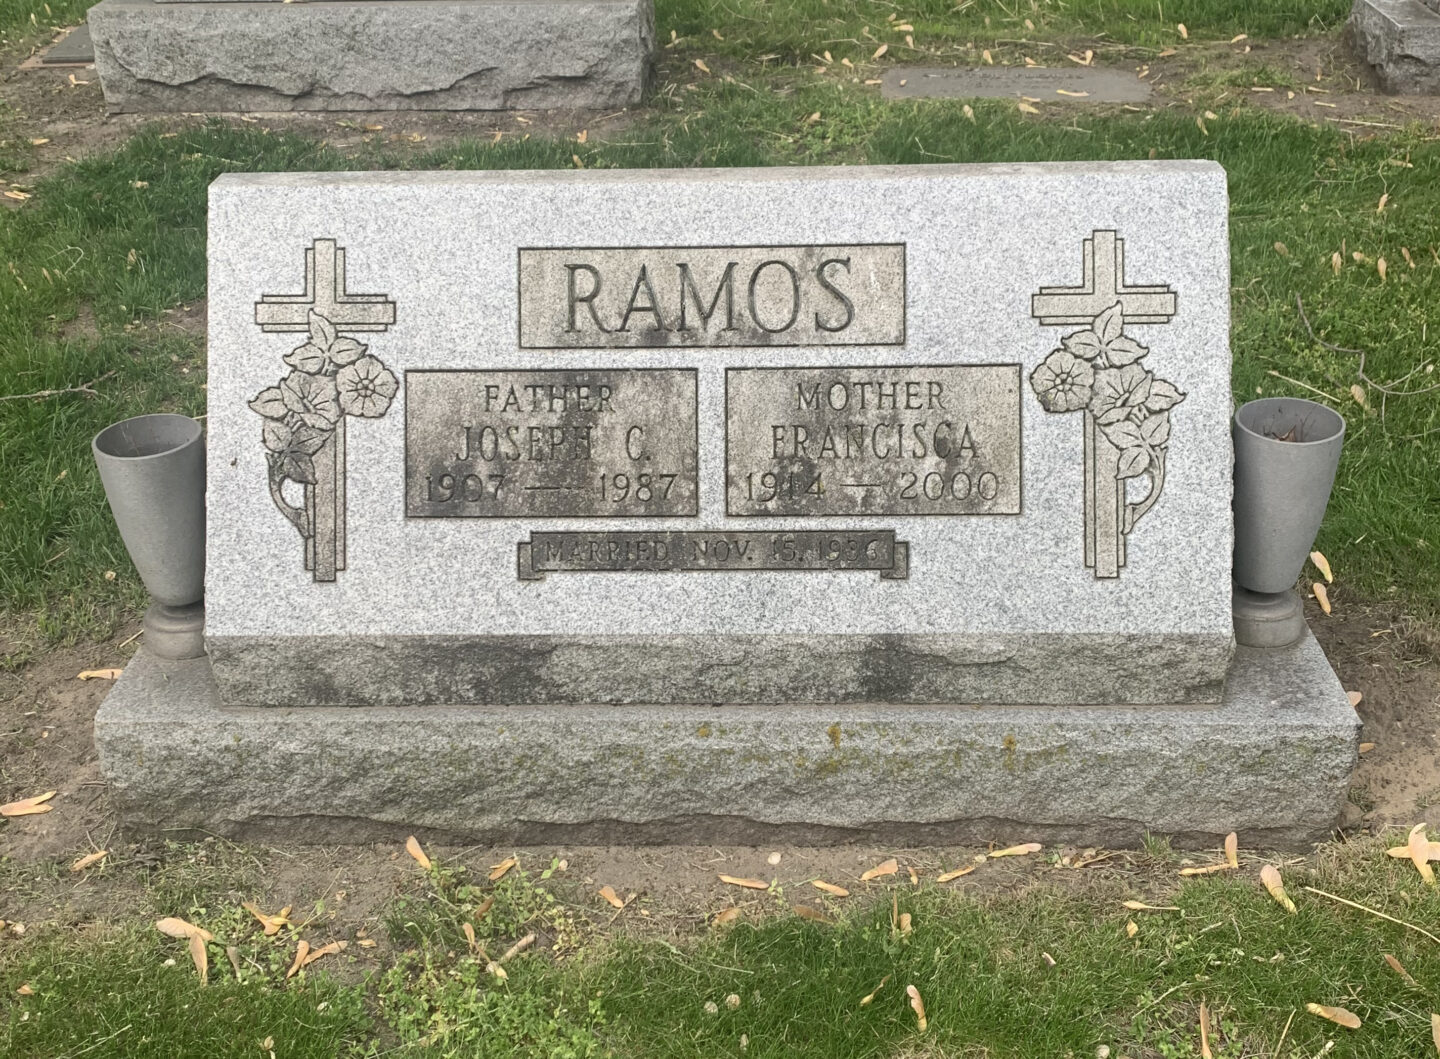 RAMOS
FATHER
JOSEPH C.
1907 — 1987
MOTHER
FRANCISCA
1914 — 2000
MARRIED NOV. 15, 1936